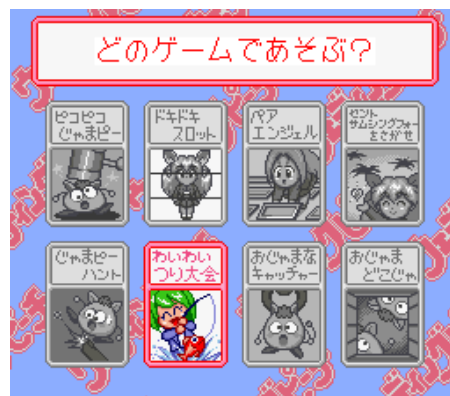 どのゲームであそぶ?
ピコピコ
じゃまピー
ドキドキ
スロット
ペア
エンジェル
セント
サムシングフォー
をさがせ
じゃまピー
ハント
わいわい
つり大会
おじゃまな
キャッチャー
おじゃま
どこじゃ